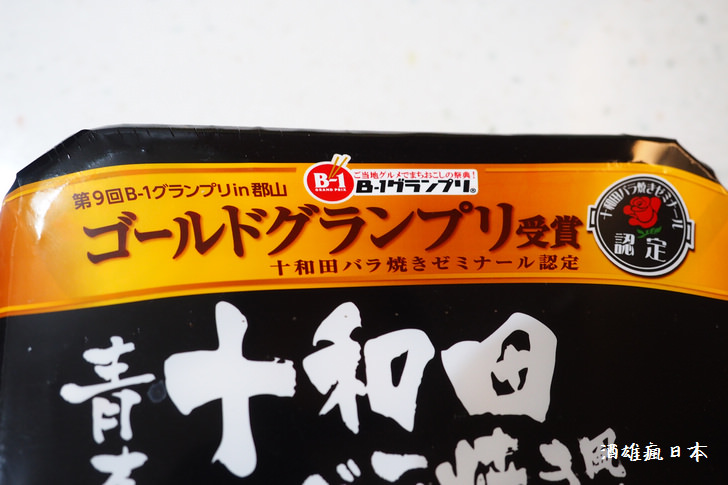 ご当地グルメでまちおこしの祭典!
B-1グランプリ®
B-1
GRAND PRIX
第9回B-1グランプリin郡山
ゴールドグランプリ受賞
十和田バラ焼きゼミナール認定
十和田バラ焼きゼミナール
認定
青
十和田
酒雄瘋日本